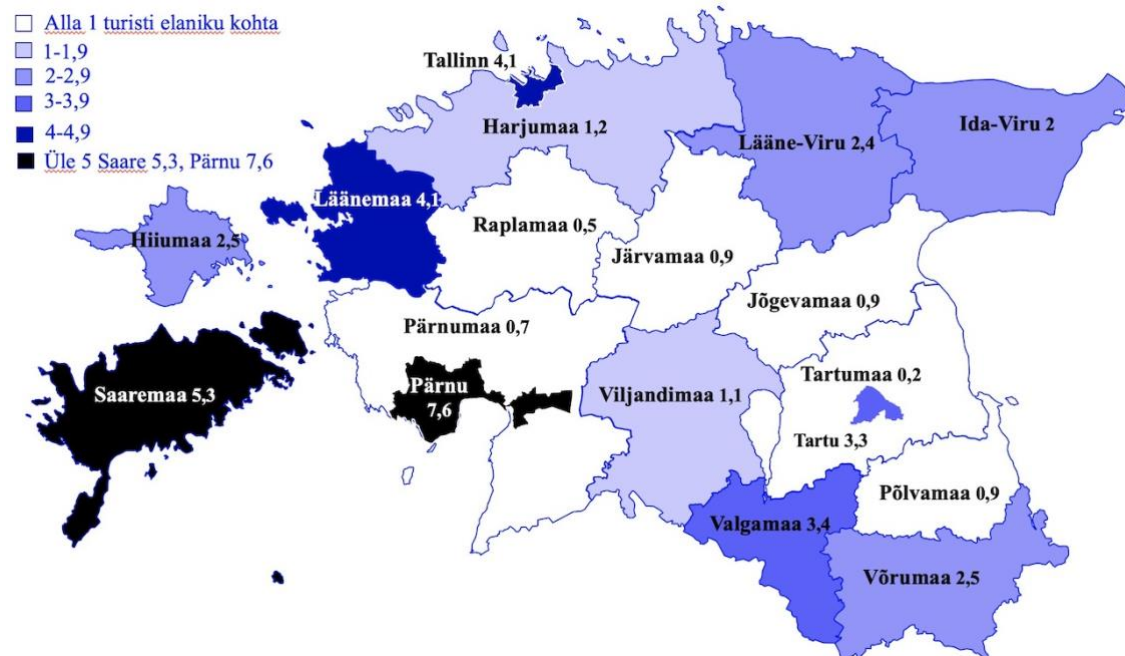 Alla 1 turisti elaniku kohta
1-1,9
2-2,9
3-3,9
4-4,9
Üle 5 Saare 5,3, Pärnu 7,6
Tallinn 4,1
Harjumaa 1,2
Lääne-Viru 2,4
Ida-Viru 2
Läänemaa 4,1
Raplamaa 0,5
Hiiumaa 2,5
Järvamaa 0,9
Jõgevamaa 0,9
Pärnumaa 0,7
Tartumaa 0,2
Saaremaa 5,3
Pärnu
7,6
Viljandimaa 1,1
Tartu 3,3
Põlvamaa 0,9
Valgamaa 3,4
Võrumaa 2,5